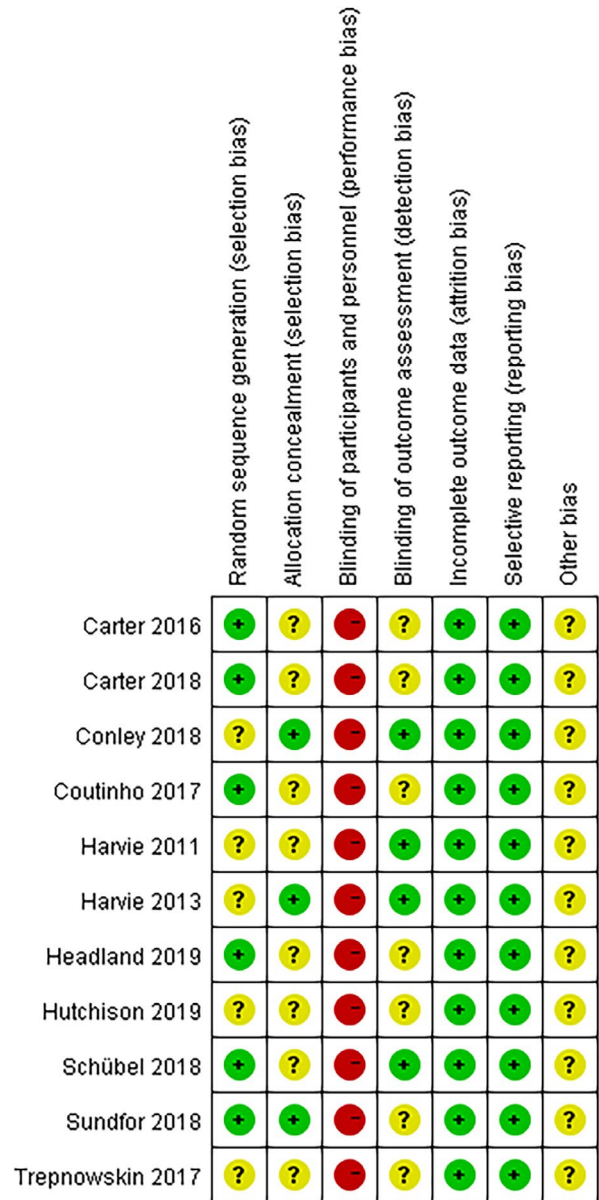 Random sequence generation (selection bias)
Allocation concealment (selection bias)
Blinding of participants and personnel (performance bias)
Blinding of outcome assessment (detection bias)
Incomplete outcome data (attrition bias)
Selective reporting (reporting bias)
Other bias
Carter 2016 + ? - ? + + ?
Carter 2018 + ? - ? + + ?
Conley 2018 ? + - + + + ?
Coutinho 2017 + ? - ? + + ?
Harvie 2011 ? ? - + + + ?
Harvie 2013 ? + - + + + ?
Headland 2019 + ? - ? + + ?
Hutchison 2019 ? ? - ? + + ?
Schübel 2018 + ? - + + + ?
Sundfor 2018 + + - ? + + ?
Trepnowskin 2017 ? ? - ? + + ?